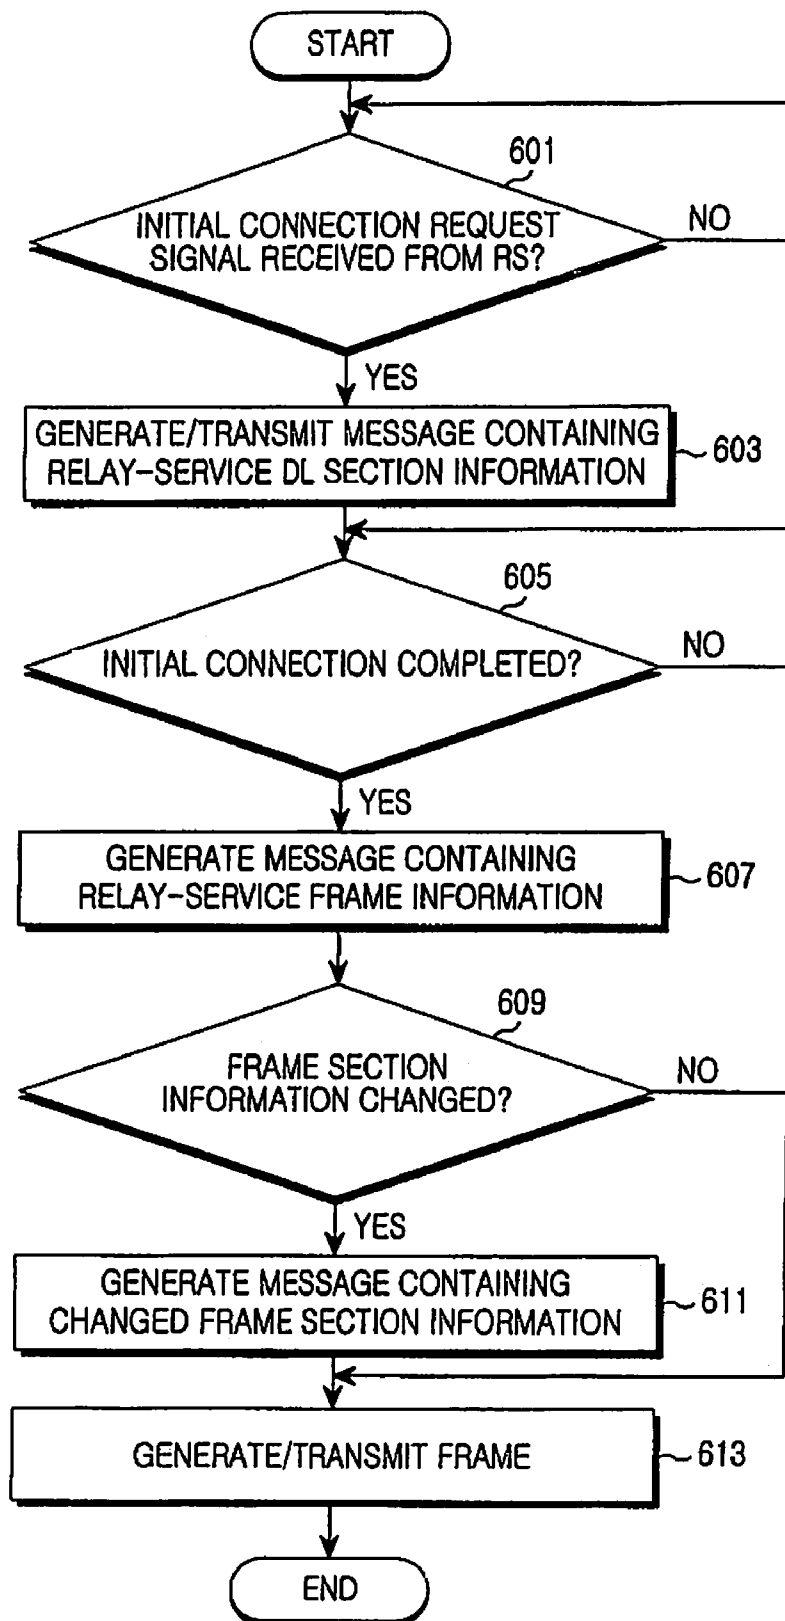 START
601
INITIAL CONNECTION REQUEST
SIGNAL RECEIVED FROM RS?
NO
YES
GENERATE/TRANSMIT MESSAGE CONTAINING
RELAY-SERVICE DL SECTION INFORMATION
603
605
INITIAL CONNECTION COMPLETED?
NO
YES
GENERATE MESSAGE CONTAINING
RELAY-SERVICE FRAME INFORMATION
607
609
FRAME SECTION
INFORMATION CHANGED?
NO
YES
GENERATE MESSAGE CONTAINING
CHANGED FRAME SECTION INFORMATION
611
GENERATE/TRANSMIT FRAME
613
END